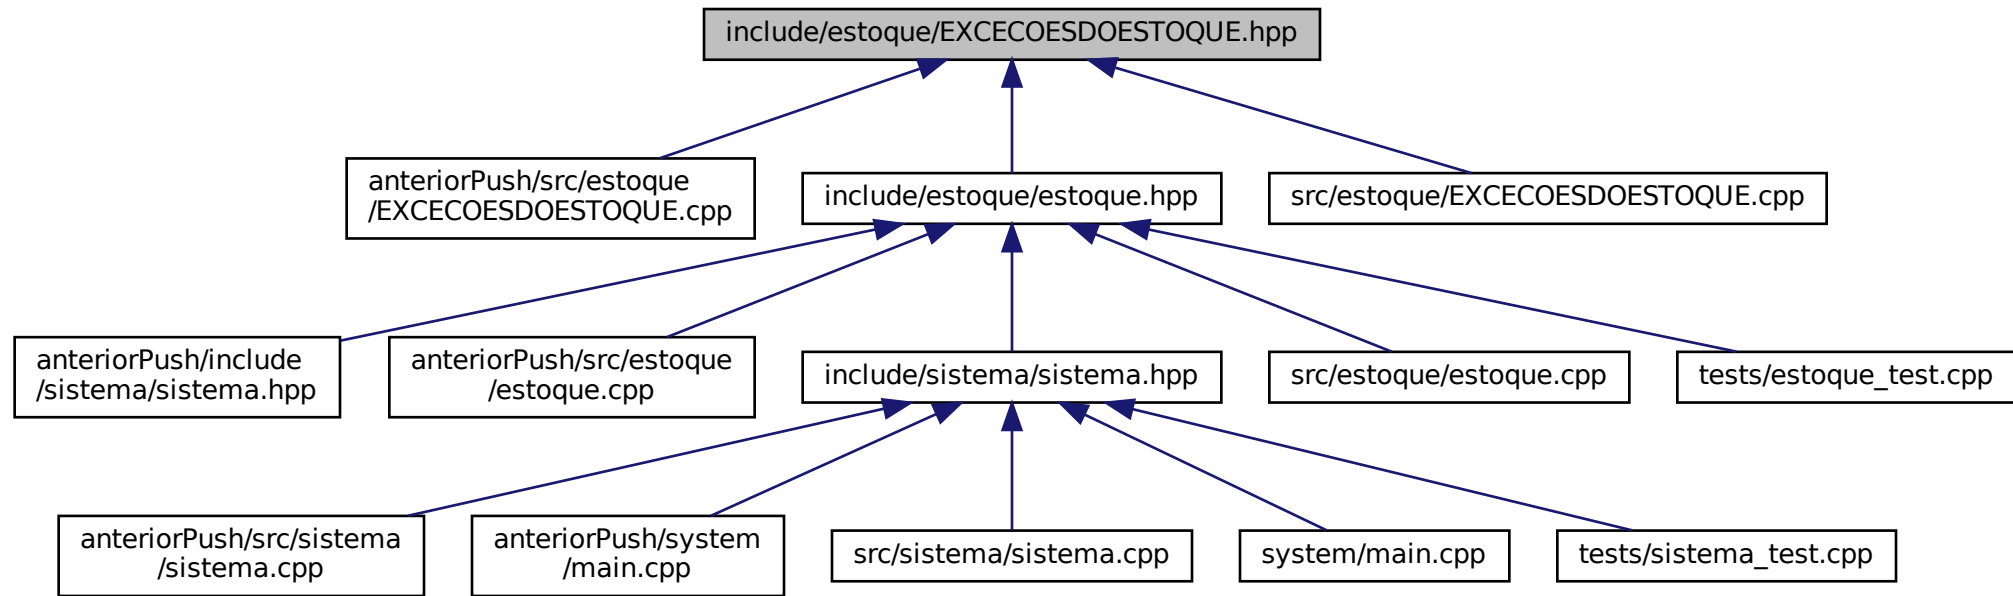 include/estoque/EXCECOESDOESTOQUE.hpp
anteriorPush/src/estoque
/EXCECOESDOESTOQUE.cpp
include/estoque/estoque.hpp
src/estoque/EXCECOESDOESTOQUE.cpp
anteriorPush/include
/sistema/sistema.hpp
anteriorPush/src/estoque
/estoque.cpp
include/sistema/sistema.hpp
src/estoque/estoque.cpp
tests/estoque_test.cpp
anteriorPush/src/sistema
/sistema.cpp
anteriorPush/system
/main.cpp
src/sistema/sistema.cpp
system/main.cpp
tests/sistema_test.cpp